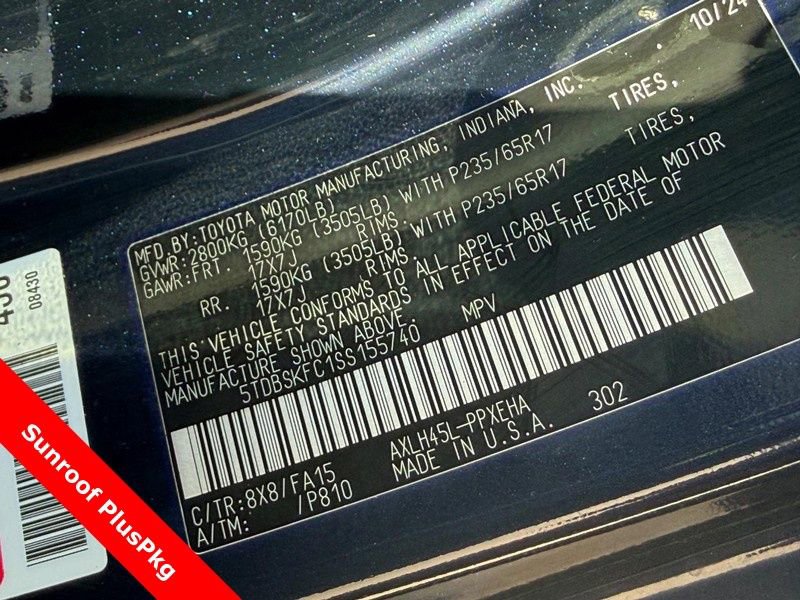 10/24
MFD.BY:TOYOTA MOTOR MANUFACTURING, INDIANA, INC.
GVWR:2800KG (6170LB)
GAWR:FRT. 1590KG (3505LB) WITH P235/65R17 TIRES,
17X7J RIMS,
RR. 1590KG (3505LB) WITH P235/65R17 TIRES,
17X7J RIMS.
THIS VEHICLE CONFORMS TO ALL APPLICABLE FEDERAL MOTOR
VEHICLE SAFETY STANDARDS IN EFFECT ON THE DATE OF
MANUFACTURE SHOWN ABOVE.
5TDBSKFC1SS155740 MPV
C/TR:8X8/FA15 AXLH45L-PPXEHA 302
A/TM: /P810 MADE IN U.S.A.
08430
Sunroof PlusPkg